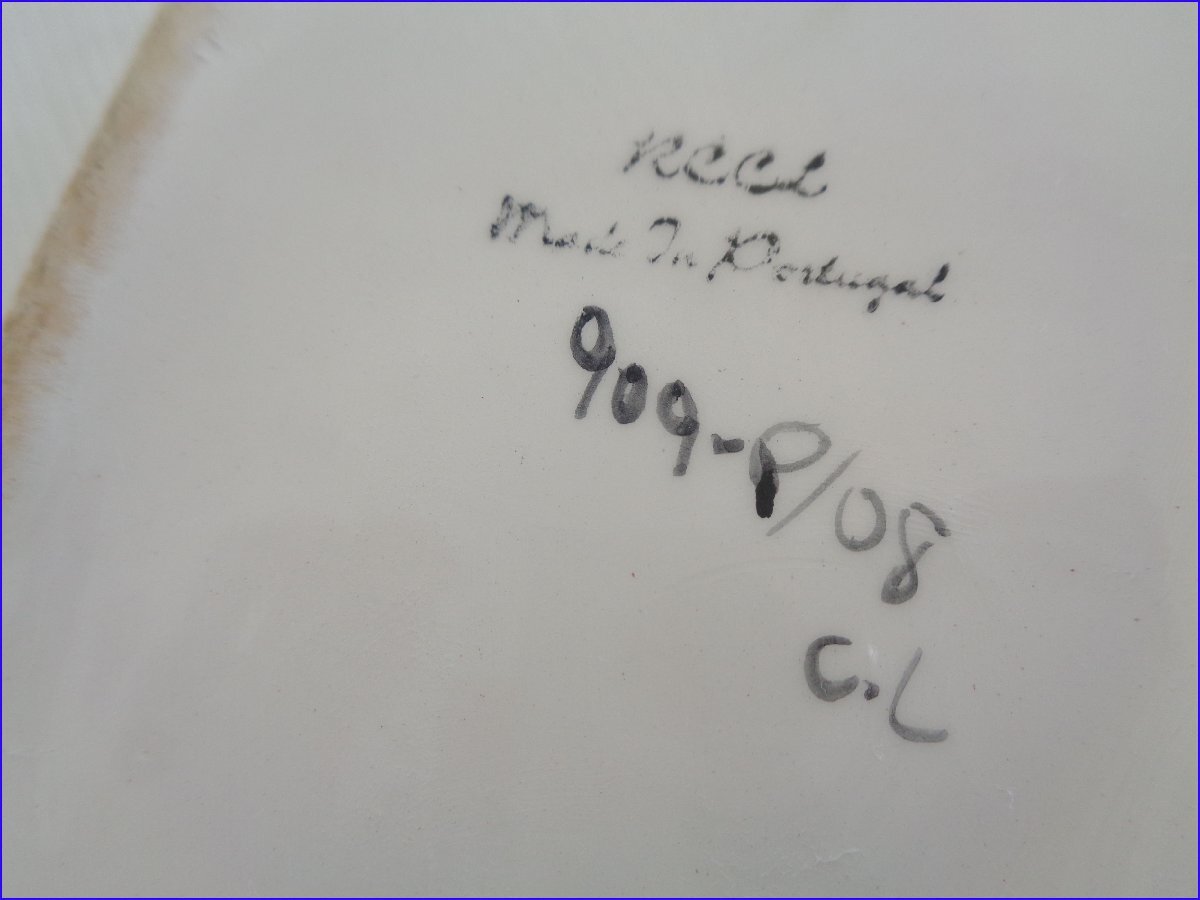 RCCL
Made In Portugal
909-P/08
C.L